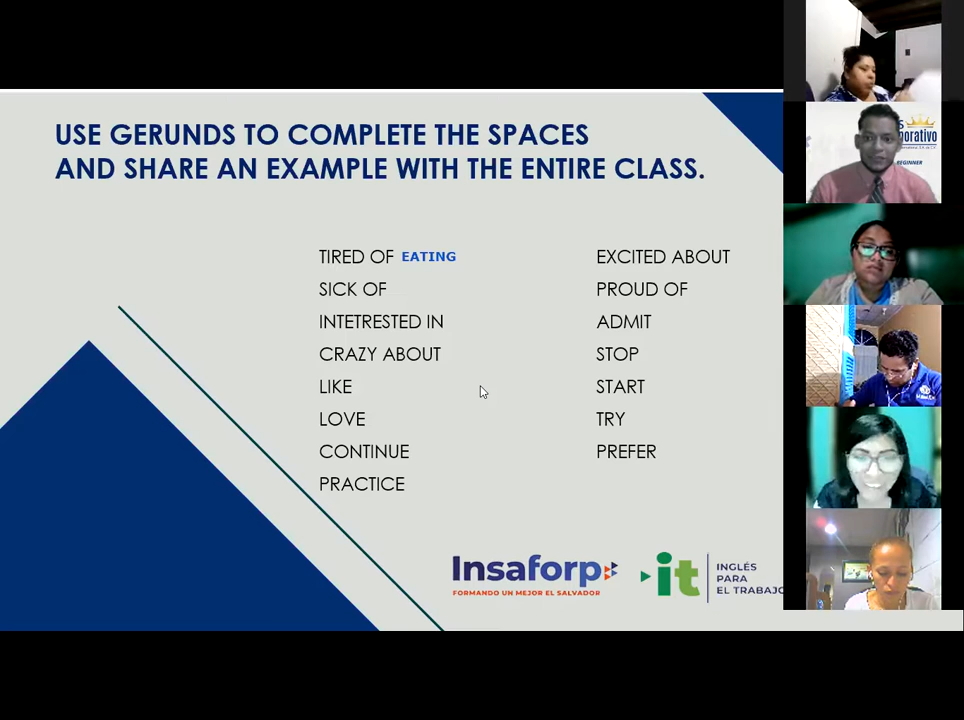 USE GERUNDS TO COMPLETE THE SPACES
AND SHARE AN EXAMPLE WITH THE ENTIRE CLASS.
TIRED OF EATING
SICK OF
INTETRESTED IN
CRAZY ABOUT
LIKE
LOVE
CONTINUE
PRACTICE
EXCITED ABOUT
PROUD OF
ADMIT
STOP
START
TRY
PREFER
Insaforp
FORMANDO UN MEJOR EL SALVADOR
it
INGLÉS
PARA
EL TRABAJO
BEGINNER